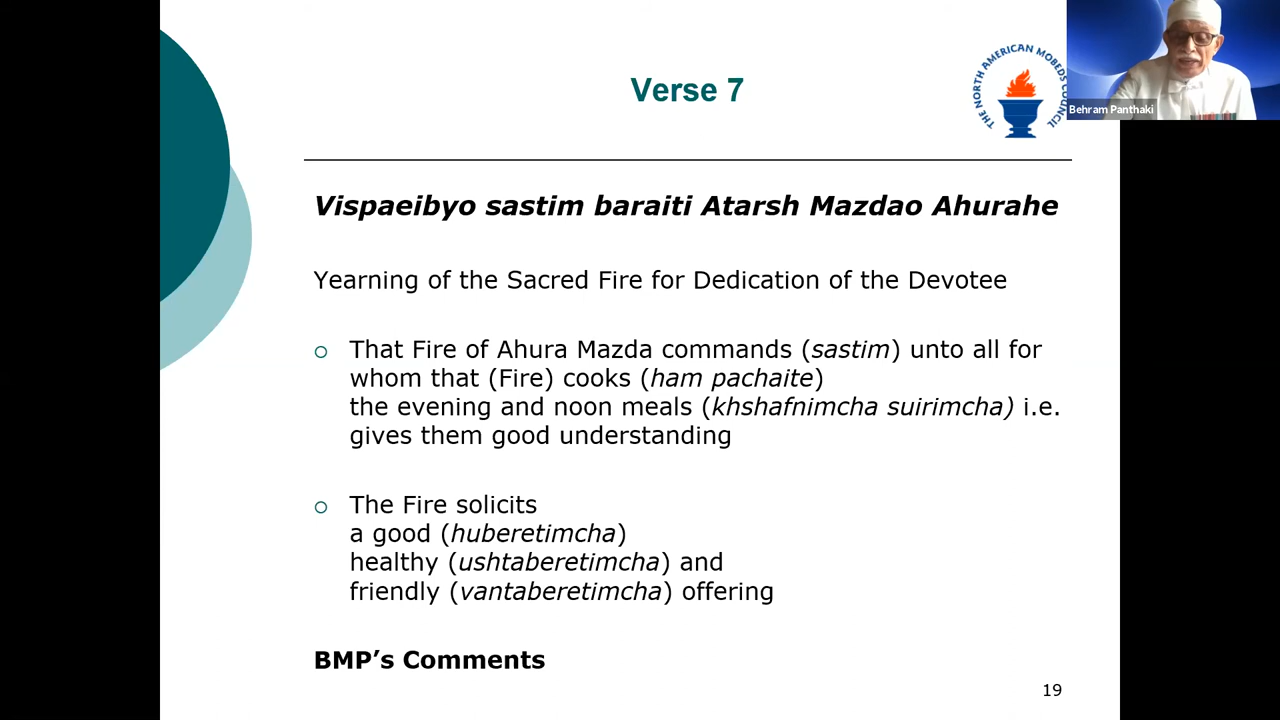 Verse 7
THE NORTH AMERICAN MOBEDS COUNCIL
Behram Panthaki
Vispaeibyo sastim baraiti Atarsh Mazdao Ahurahe
Yearning of the Sacred Fire for Dedication of the Devotee
That Fire of Ahura Mazda commands (sastim) unto all for
whom that (Fire) cooks (ham pachaite)
the evening and noon meals (khshafnimcha suirimcha) i.e.
gives them good understanding
The Fire solicits
a good (huberetimcha)
healthy (ushtaberetimcha) and
friendly (vantaberetimcha) offering
BMP’s Comments
19